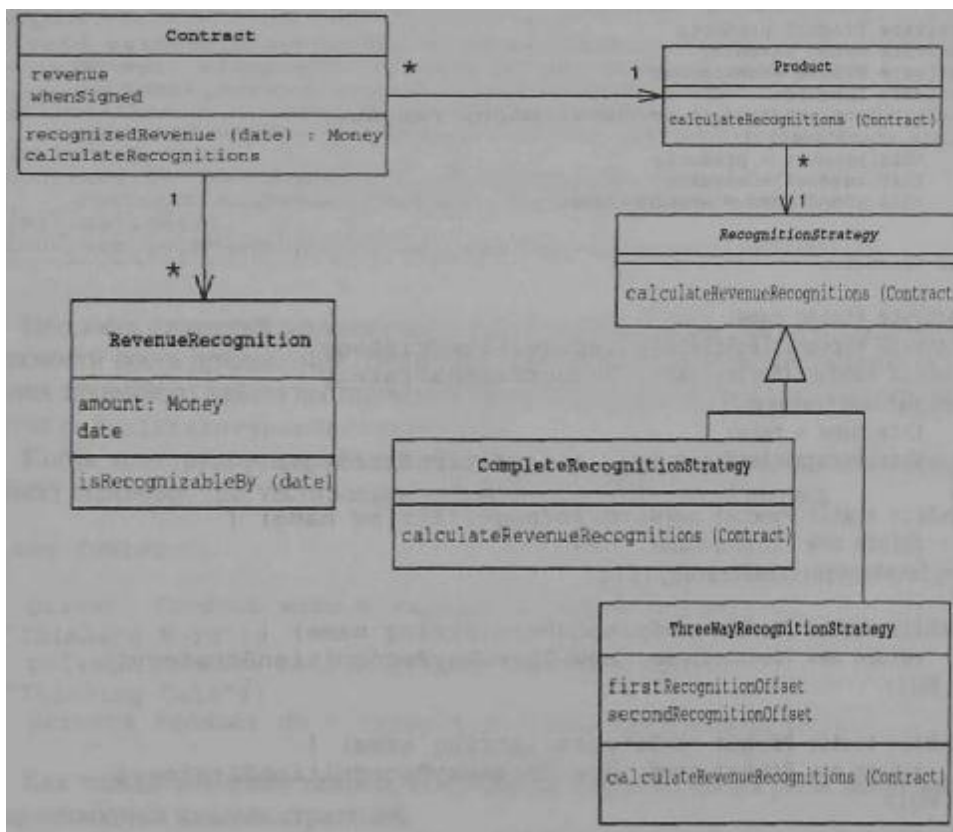 Contract
revenue
whenSigned
recognizedRevenue (date) : Money
calculateRecognitions
*
1
Product
calculateRecognitions (Contract)
1
*
RevenueRecognition
amount: Money
date
isRecognizableBy (date)
*
1
RecognitionStrategy
calculateRevenueRecognitions (Contract
CompleteRecognitionStrategy
calculateRevenueRecognitions (Contract)
ThreeWayRecognitionStrategy
firstRecognitionOffset
secondRecognitionOffset
calculateRevenueRecognitions (Contract)